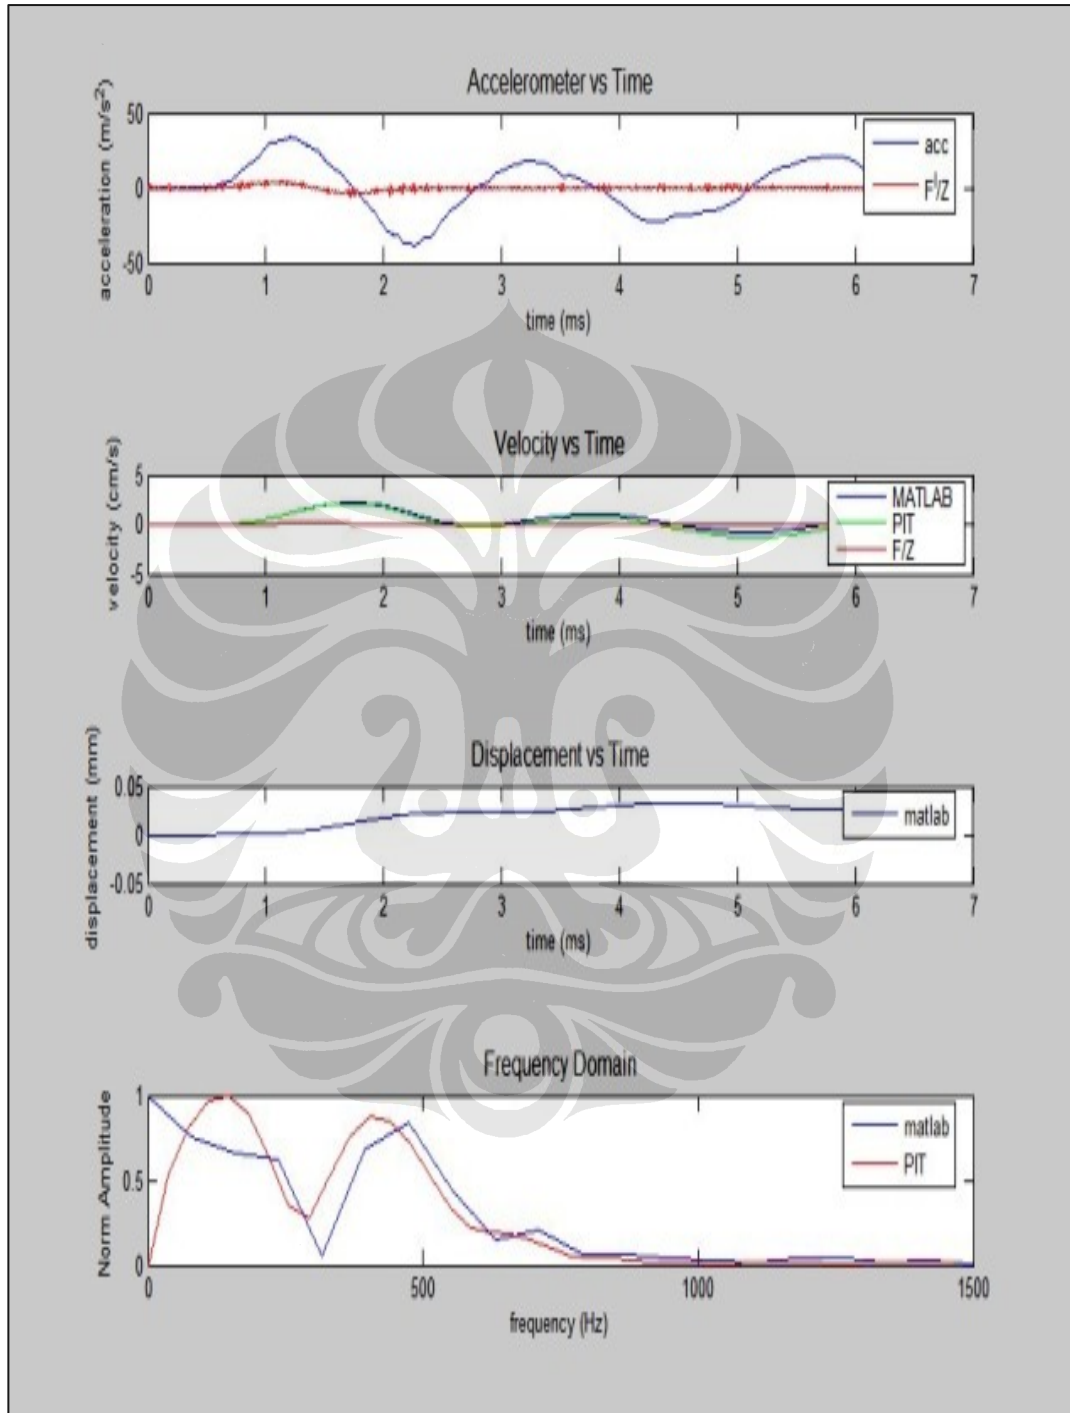 Accelerometer vs Time
acceleration (m/s²)
50
0
-50
acc
F/Z
0 1 2 3 4 5 6 7
time (ms)
Velocity vs Time
velocity (cm/s)
5
0
-5
MATLAB
PIT
F/Z
0 1 2 3 4 5 6 7
time (ms)
Displacement vs Time
displacement (mm)
0.05
0
-0.05
matlab
0 1 2 3 4 5 6 7
time (ms)
Frequency Domain
Norm Amplitude
1
0.5
0
matlab
PIT
0 500 1000 1500
frequency (Hz)